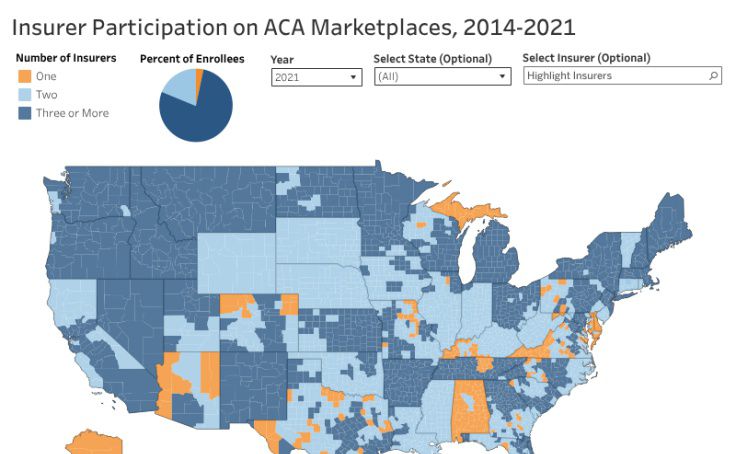 Insurer Participation on ACA Marketplaces, 2014-2021
Number of Insurers
One
Two
Three or More
Percent of Enrollees
Year
2021
Select State (Optional)
(All)
Select Insurer (Optional)
Highlight Insurers